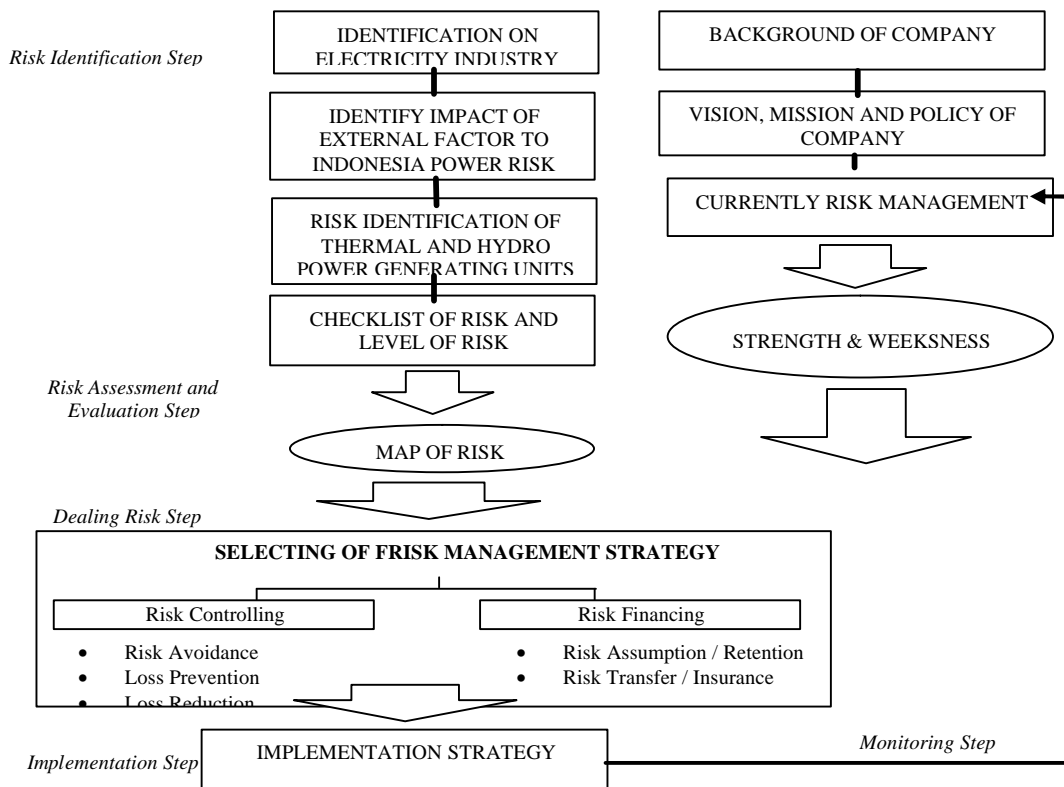 Risk Identification Step
IDENTIFICATION ON
ELECTRICITY INDUSTRY
IDENTIFY IMPACT OF
EXTERNAL FACTOR TO
INDONESIA POWER RISK
RISK IDENTIFICATION OF
THERMAL AND HYDRO
POWER GENERATING UNITS
CHECKLIST OF RISK AND
LEVEL OF RISK
BACKGROUND OF COMPANY
VISION, MISSION AND POLICY OF
COMPANY
CURRENTLY RISK MANAGEMENT
STRENGTH & WEEKSNESS
Risk Assessment and
Evaluation Step
MAP OF RISK
Dealing Risk Step
SELECTING OF FRISK MANAGEMENT STRATEGY
Risk Controlling
• Risk Avoidance
• Loss Prevention
• Loss Reduction
Risk Financing
• Risk Assumption / Retention
• Risk Transfer / Insurance
Implementation Step
IMPLEMENTATION STRATEGY
Monitoring Step